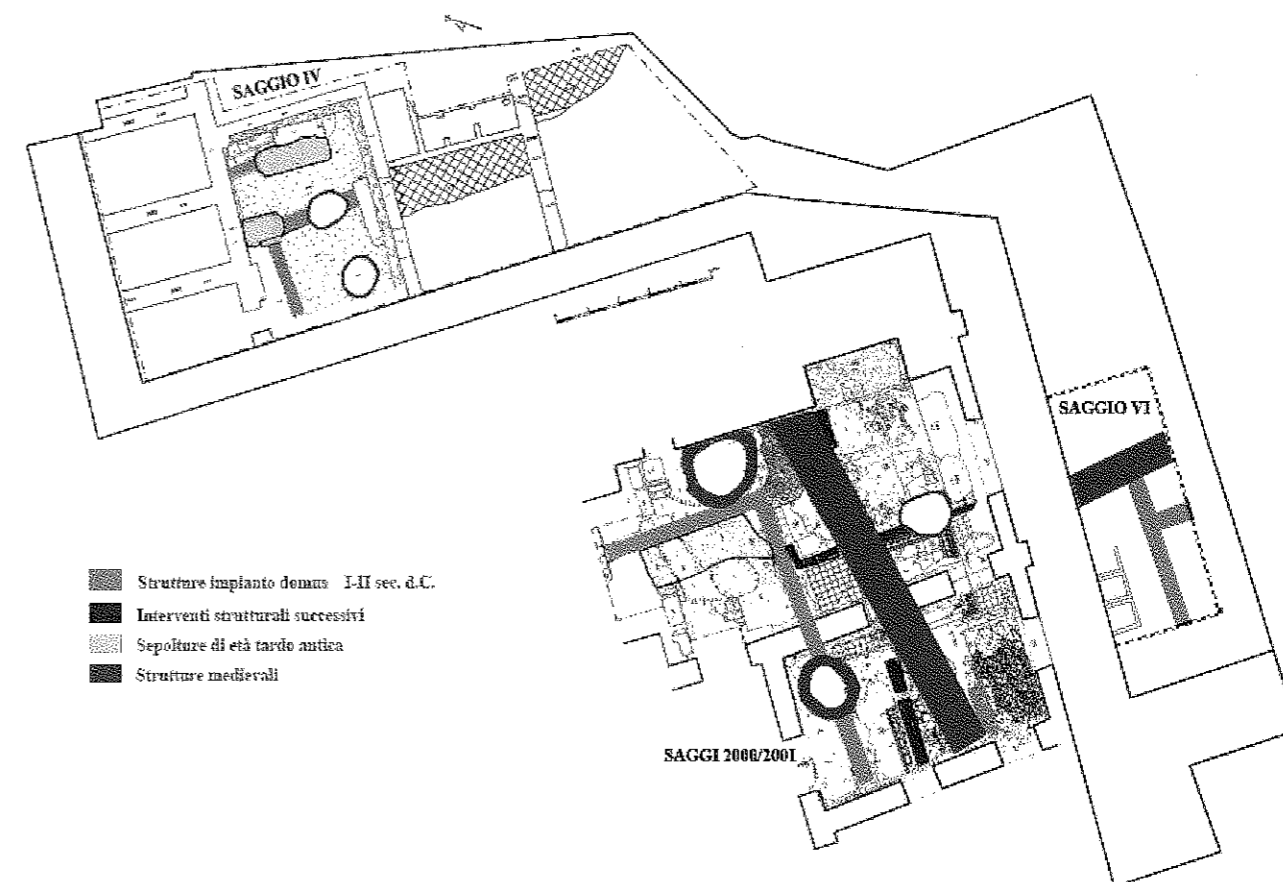 SAGGIO IV
SAGGIO VI
Strutture impianto domus I-II sec. d.C.
Interventi strutturali successivi
Sepolture di età tardo antica
Strutture medievali
SAGGI 2000/2001